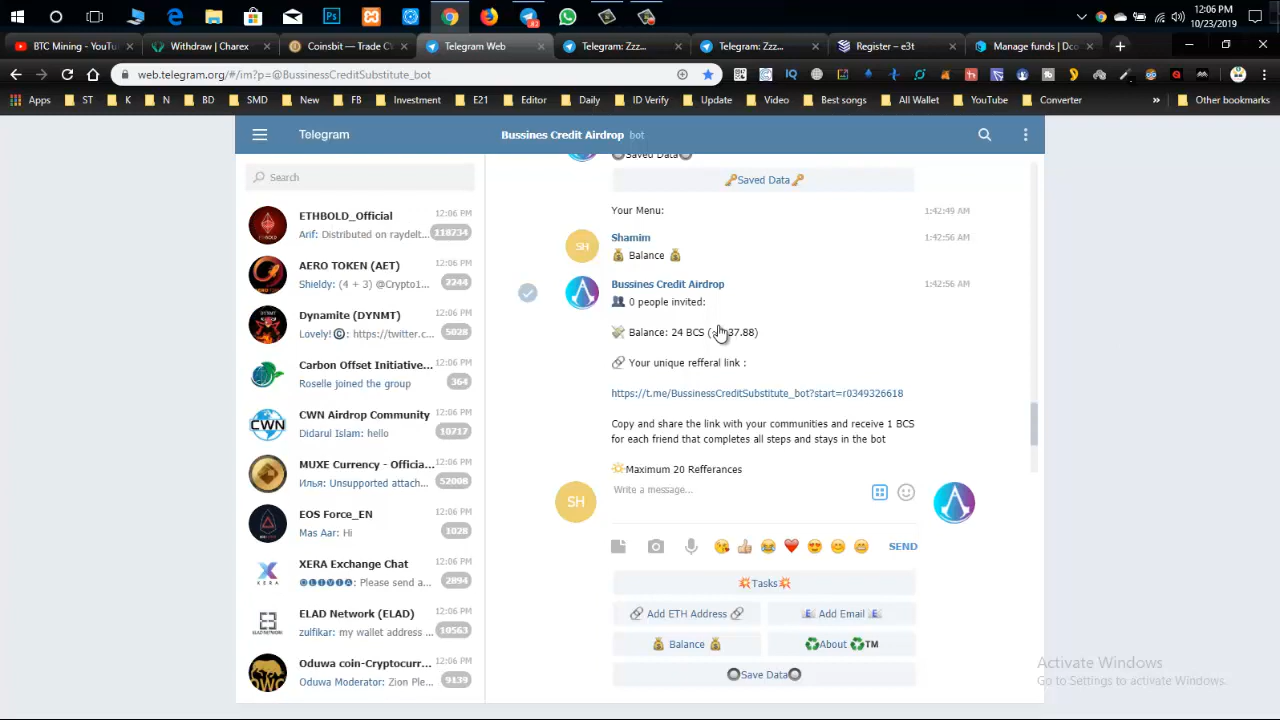 12:06 PM
10/23/2019
BTC Mining - YouTu
Withdraw | Charex
Coinsbit — Trade C
Telegram Web
Telegram: Zzz...
Telegram: Zzz...
Register – e3t
Manage funds | Dco
web.telegram.org/#/im?p=@BussinessCreditSubstitute_bot
Apps ST K N BD SMD New FB Investment E21 Editor Daily ID Verify Update Video Best songs All Wallet YouTube Converter » Other bookmarks
Telegram
Bussines Credit Airdrop bot
Search
ETHBOLD_Official 12:06 PM
Arif: Distributed on raydelt... 118734
AERO TOKEN (AET) 12:06 PM
Shieldy: (4 + 3) @Crypto1... 2244
Dynamite (DYNMT) 12:06 PM
Lovely!©: https://twitter.c... 5028
Carbon Offset Initiative... 12:06 PM
Roselle joined the group 364
CWN Airdrop Community 12:06 PM
Didarul Islam: hello 10717
MUXE Currency - Officia... 12:06 PM
Илья: Unsupported attach... 52008
EOS Force_EN 12:06 PM
Mas Aar: Hi 1028
XERA Exchange Chat 12:06 PM
🅞🅛🅘🅥🅘🅐: Please send a... 2894
ELAD Network (ELAD) 12:06 PM
zulfikar: my wallet address ... 10563
Oduwa coin-Cryptocurr... 12:06 PM
Oduwa Moderator: Zion Ple... 9139
🔘Saved Data🔘
🔑Saved Data🔑
Your Menu: 1:42:49 AM
SH
Shamim 1:42:56 AM
💰 Balance 💰
Bussines Credit Airdrop 1:42:56 AM
👥 0 people invited:
💸 Balance: 24 BCS ( 37.88)
🔗 Your unique refferal link :
https://t.me/BussinessCreditSubstitute_bot?start=r0349326618
Copy and share the link with your communities and receive 1 BCS
for each friend that completes all steps and stays in the bot
🔆Maximum 20 Refferances
SH
Write a message...
SEND
💥Tasks💥
🔗 Add ETH Address 🔗
📧 Add Email 📧
💰 Balance 💰
♻️About ♻️™
🔘Save Data🔘
Activate Windows
Go to Settings to activate Windows.